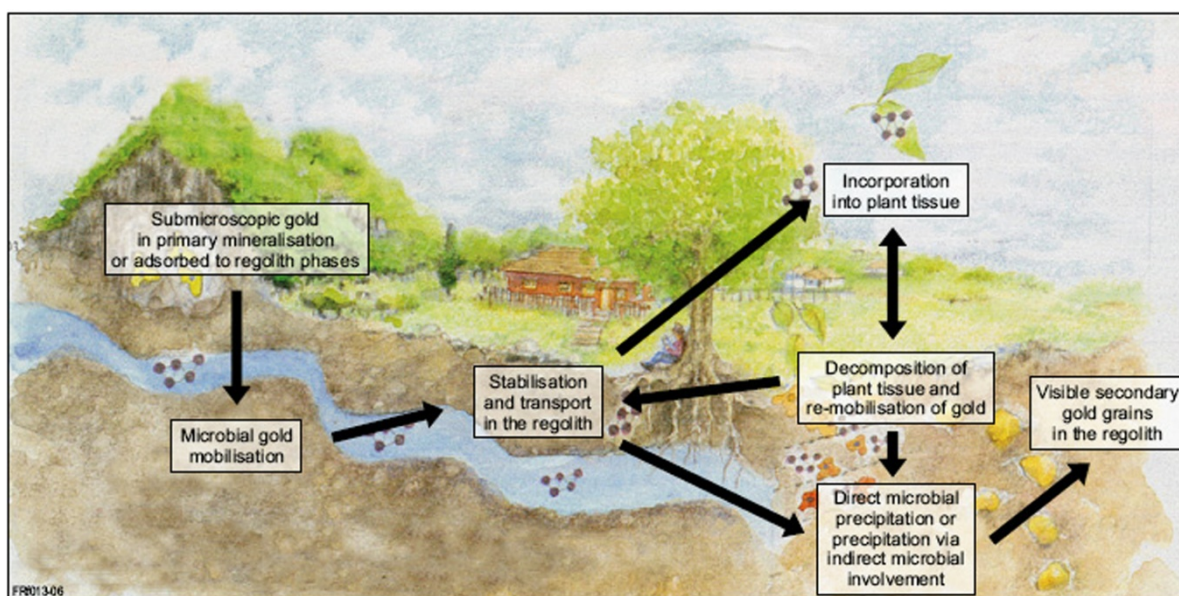 Incorporation
into plant tissue
Submicroscopic gold
in primary mineralisation
or adsorbed to regolith phases
Stabilisation
and transport
in the regolith
Decomposition of
plant tissue and
re-mobilisation of gold
Visible secondary
gold grains
in the regolith
Microbial gold
mobilisation
Direct microbial
precipitation or
precipitation via
indirect microbial
involvement
FRf013-06